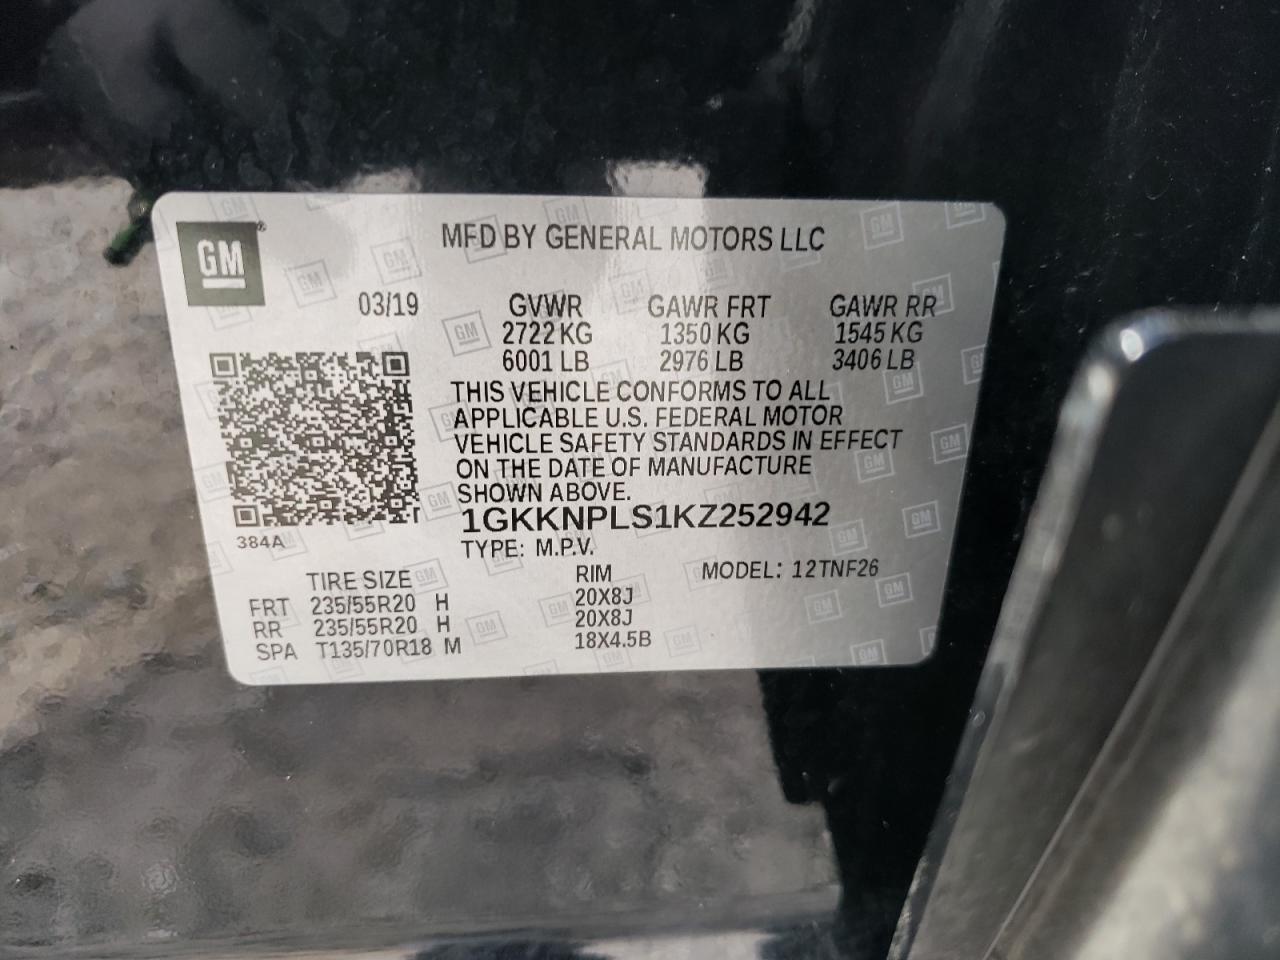 GM ®
MFD BY GENERAL MOTORS LLC
03/19 GVWR GAWR FRT GAWR RR
2722 KG 1350 KG 1545 KG
6001 LB 2976 LB 3406 LB
THIS VEHICLE CONFORMS TO ALL
APPLICABLE U.S. FEDERAL MOTOR
VEHICLE SAFETY STANDARDS IN EFFECT
ON THE DATE OF MANUFACTURE
SHOWN ABOVE.
1GKKNPLS1KZ252942
384A
TYPE: M.P.V.
TIRE SIZE RIM MODEL: 12TNF26
FRT 235/55R20 H 20X8J
RR 235/55R20 H 20X8J
SPA T135/70R18 M 18X4.5B